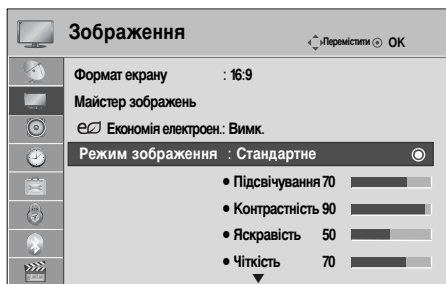 Зображення
Перемістити OK
Формат екрану : 16:9
Майстер зображень
Економія електроен.: Вимк.
Режим зображення : Стандартне
• Підсвічування 70
• Контрастність 90
• Яскравість 50
• Чіткість 70